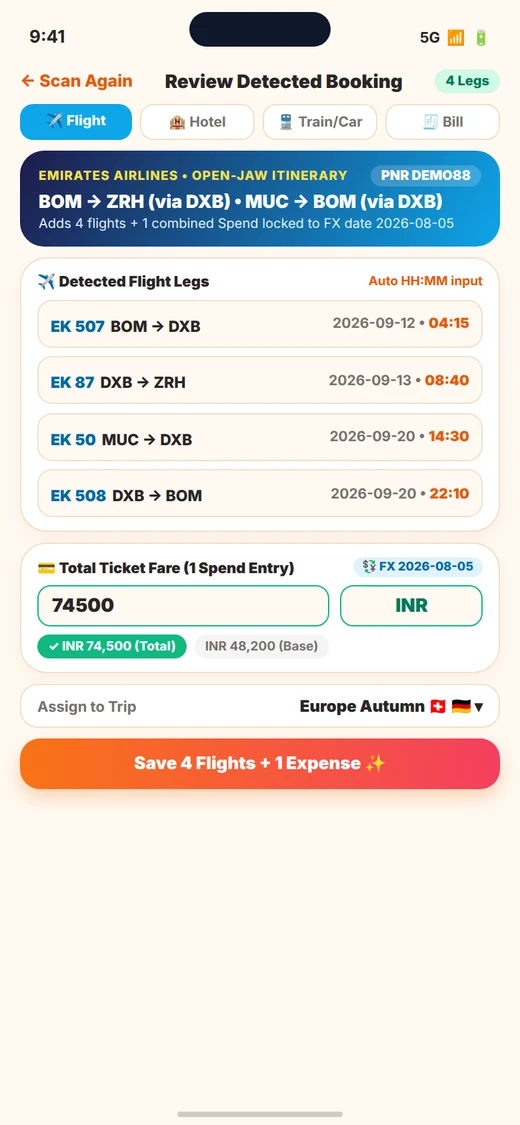 9:41
5G
← Scan Again
Review Detected Booking
4 Legs
✈️ Flight
🏨 Hotel
🚆 Train/Car
🧾 Bill
EMIRATES AIRLINES • OPEN-JAW ITINERARY
PNR DEMO88
BOM → ZRH (via DXB) • MUC → BOM (via DXB)
Adds 4 flights + 1 combined Spend locked to FX date 2026-08-05
✈️ Detected Flight Legs
Auto HH:MM input
EK 507 BOM → DXB
2026-09-12 • 04:15
EK 87 DXB → ZRH
2026-09-13 • 08:40
EK 50 MUC → DXB
2026-09-20 • 14:30
EK 508 DXB → BOM
2026-09-20 • 22:10
💳 Total Ticket Fare (1 Spend Entry)
💱 FX 2026-08-05
74500
INR
✓ INR 74,500 (Total)
INR 48,200 (Base)
Assign to Trip
Europe Autumn 🇨🇭 🇩🇪 ▾
Save 4 Flights + 1 Expense ✨